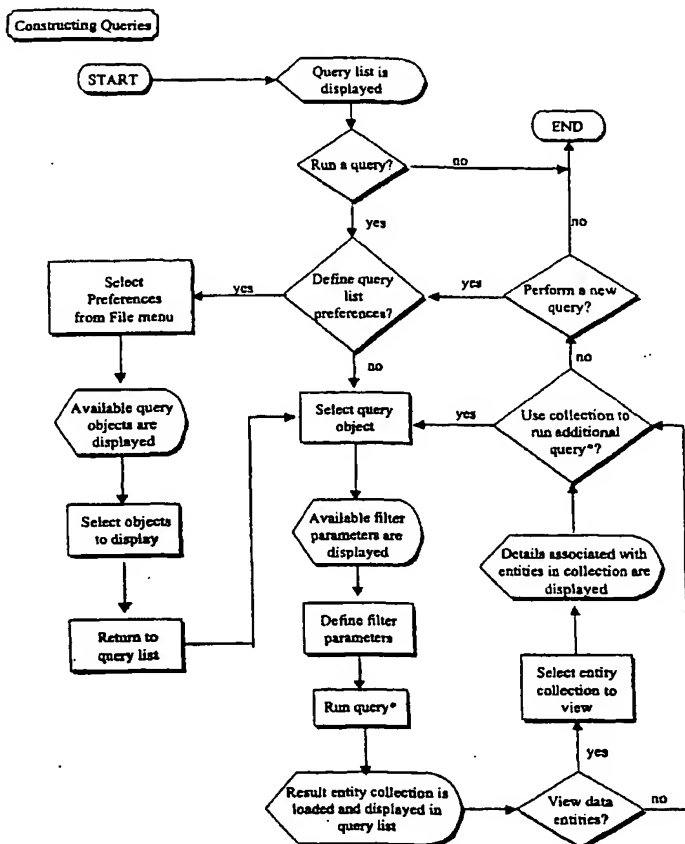 Constructing Queries
START
Query list is
displayed
END
Run a query?
no
yes
no
Select
Preferences
from File menu
yes
Define query
list
preferences?
yes
Perform a new
query?
no
no
Available query
objects are
displayed
Select query
object
yes
Use collection to
run additional
query*?
Select objects
to display
Available filter
parameters are
displayed
Details associated with
entities in collection are
displayed
Return to
query list
Define filter
parameters
Select entity
collection to
view
Run query*
yes
Result entity collection is
loaded and displayed in
query list
View data
entities?
no